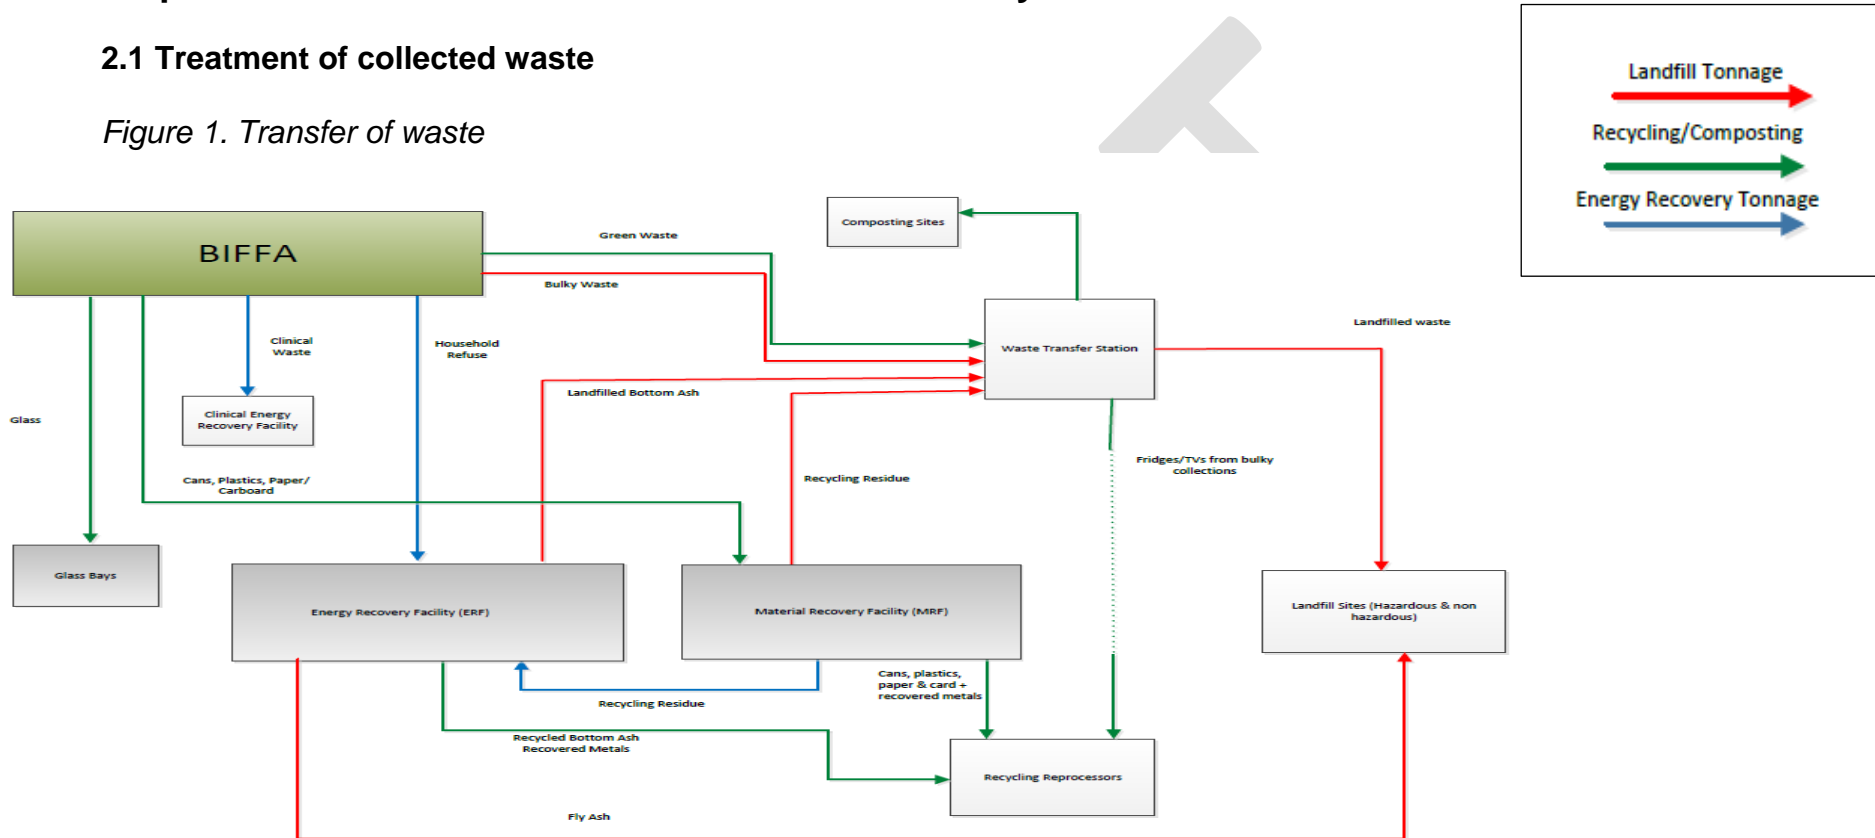 2.1 Treatment of collected waste
Figure 1. Transfer of waste
Landfill Tonnage
Recycling/Composting
Energy Recovery Tonnage
BIFFA
Green Waste
Bulky Waste
Composting Sites
Waste Transfer Station
Landfilled waste
Clinical
Waste
Household
Refuse
Landfilled Bottom Ash
Glass
Clinical Energy
Recovery Facility
Cans, Plastics, Paper/
Carboard
Recycling Residue
Fridges/TVs from bulky
collections
Glass Bays
Energy Recovery Facility (ERF)
Material Recovery Facility (MRF)
Landfill Sites (Hazardous & non
hazardous)
Cans, plastics,
paper & card +
recovered metals
Recycling Residue
Recycled Bottom Ash
Recovered Metals
Recycling Reprocessors
Fly Ash